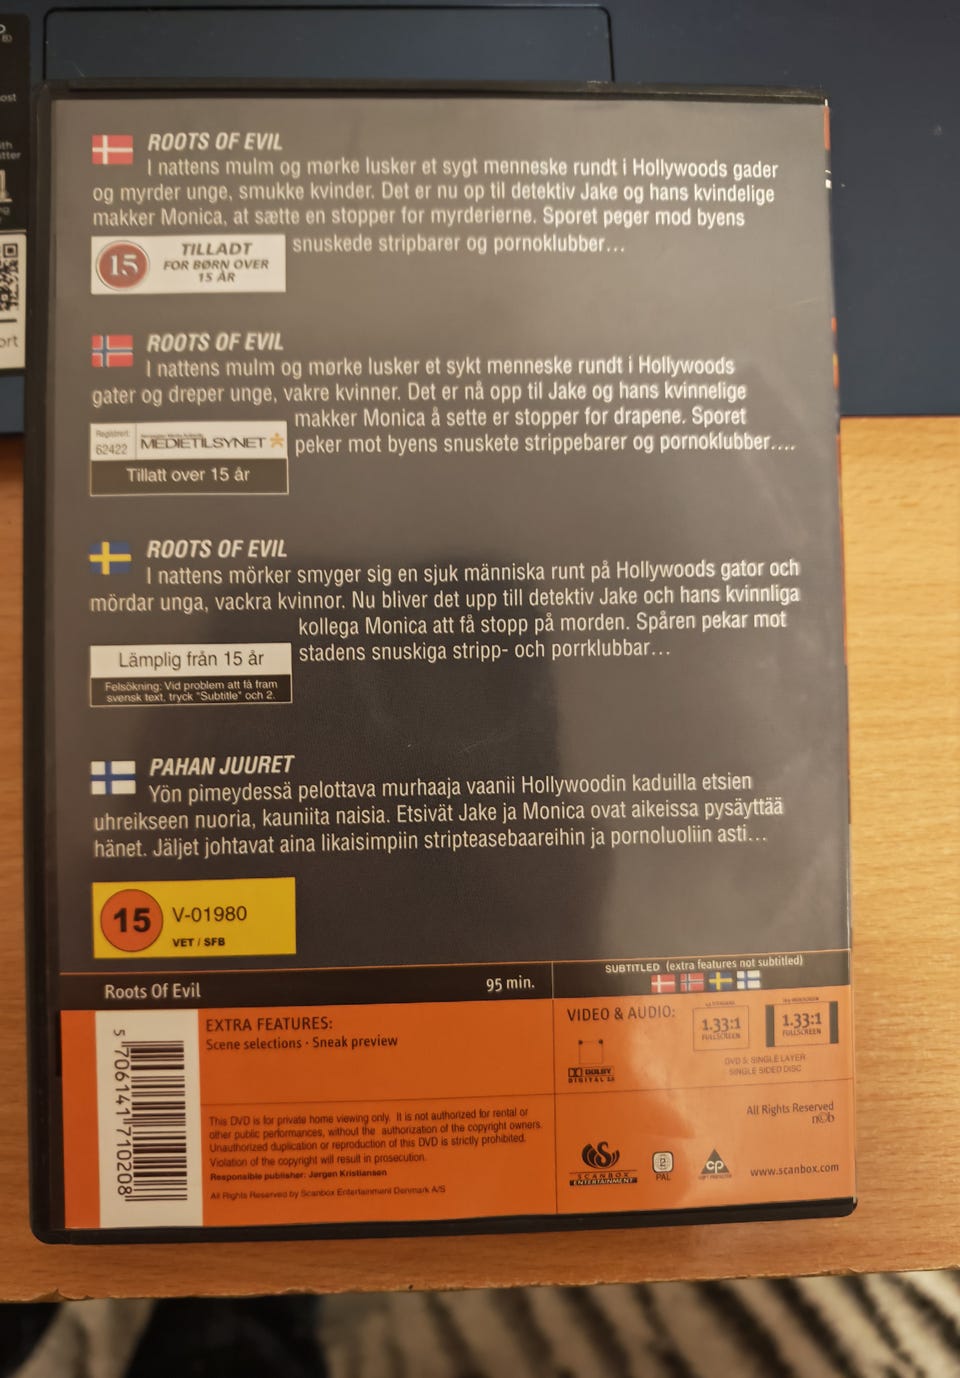 ROOTS OF EVIL
I nattens mulm og mørke lusker et sygt menneske rundt i Hollywoods gader
og myrder unge, smukke kvinder. Det er nu op til detektiv Jake og hans kvindelige
makker Monica, at sætte en stopper for myrderierne. Sporet peger mod byens
snuskede stripbarer og pornoklubber...
15
TILLADT
FOR BØRN OVER
15 ÅR
ROOTS OF EVIL
I nattens mulm og mørke lusker et sykt menneske rundt i Hollywoods
gater og dreper unge, vakre kvinner. Det er nå opp til Jake og hans kvinnelige
makker Monica å sette er stopper for drapene. Sporet
peker mot byens snuskete strippebarer og pornoklubber....
Registrert:
62422
MEDIETILSYNET
Tillatt over 15 år
ROOTS OF EVIL
I nattens mörker smyger sig en sjuk människa runt på Hollywoods gator och
mördar unga, vackra kvinnor. Nu bliver det upp till detektiv Jake och hans kvinnliga
kollega Monica att få stopp på morden. Spåren pekar mot
stadens snuskiga stripp- och porrklubbar...
Lämplig från 15 år
Felsökning: Vid problem att få fram
svensk text, tryck "Subtitle" och 2.
PAHAN JUURET
Yön pimeydessä pelottava murhaaja vaanii Hollywoodin kaduilla etsien
uhreikseen nuoria, kauniita naisia. Etsivät Jake ja Monica ovat aikeissa pysäyttää
hänet. Jäljet johtavat aina likaisimpiin stripteasebaareihin ja pornoluoliin asti...
15
V-01980
VET / SFB
Roots Of Evil
95 min.
SUBTITLED (extra features not subtitled)
EXTRA FEATURES:
Scene selections · Sneak preview
VIDEO & AUDIO:
1.33:1
FULLSCREEN
1.33:1
FULLSCREEN
DVD 5: SINGLE LAYER
SINGLE SIDED DISC
DOLBY
DIGITAL
5 706141 710208
This DVD is for private home viewing only. It is not authorized for rental or
other public performances, without the authorization of the copyright owners.
Unauthorized duplication or reproduction of this DVD is strictly prohibited.
Violation of the copyright will result in prosecution.
Responsible publisher: Jørgen Kristiansen
All Rights Reserved by Scanbox Entertainment Denmark A/S
All Rights Reserved
n©b
SCANBOX
ENTERTAINMENT
2
PAL
CP
www.scanbox.com